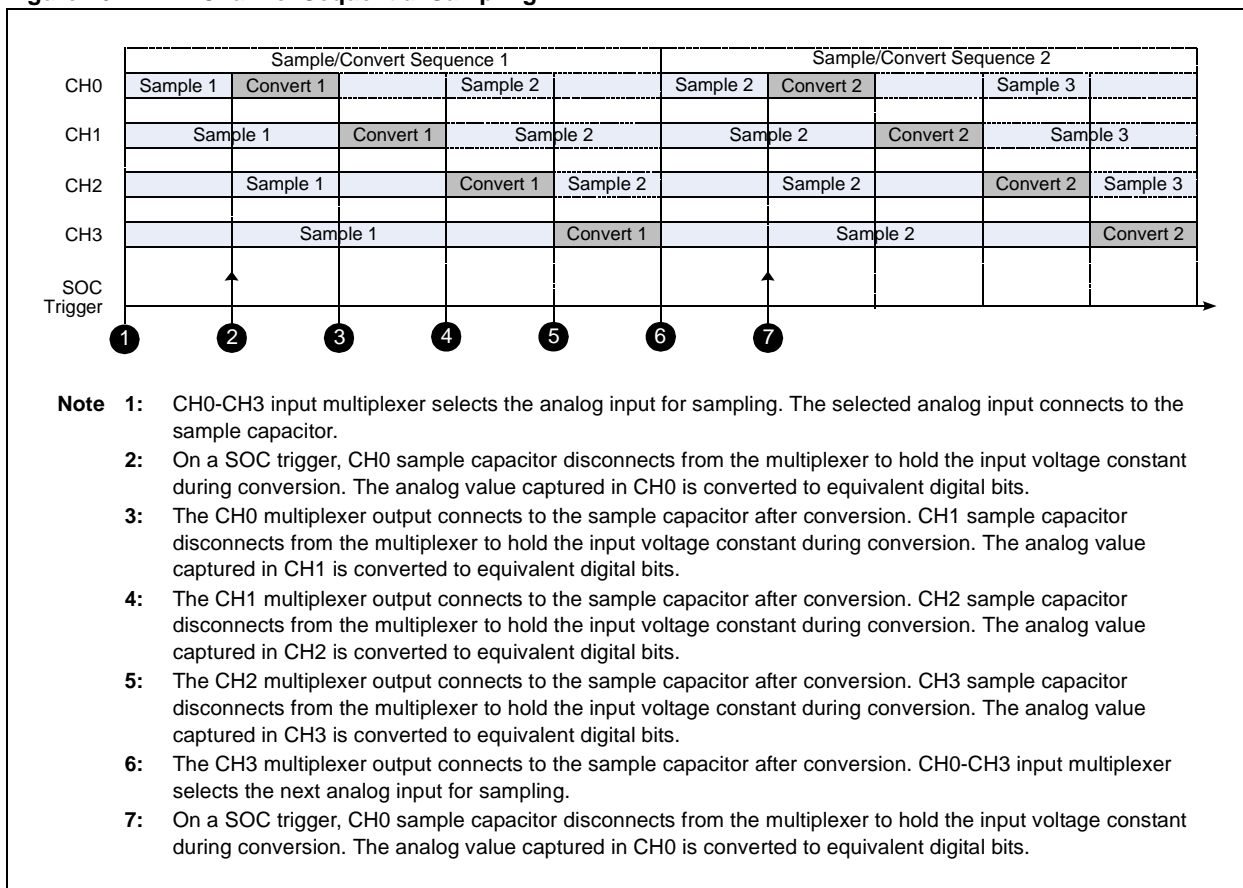 Sample/Convert Sequence 1 Sample/Convert Sequence 2
CH0 Sample 1 Convert 1 Sample 2 Sample 2 Convert 2 Sample 3
CH1 Sample 1 Convert 1 Sample 2 Sample 2 Convert 2 Sample 3
CH2 Sample 1 Convert 1 Sample 2 Sample 2 Convert 2 Sample 3
CH3 Sample 1 Convert 1 Sample 2 Convert 2
SOC
Trigger
1 2 3 4 5 6 7
Note 1: CH0-CH3 input multiplexer selects the analog input for sampling. The selected analog input connects to the
sample capacitor.
2: On a SOC trigger, CH0 sample capacitor disconnects from the multiplexer to hold the input voltage constant
during conversion. The analog value captured in CH0 is converted to equivalent digital bits.
3: The CH0 multiplexer output connects to the sample capacitor after conversion. CH1 sample capacitor
disconnects from the multiplexer to hold the input voltage constant during conversion. The analog value
captured in CH1 is converted to equivalent digital bits.
4: The CH1 multiplexer output connects to the sample capacitor after conversion. CH2 sample capacitor
disconnects from the multiplexer to hold the input voltage constant during conversion. The analog value
captured in CH2 is converted to equivalent digital bits.
5: The CH2 multiplexer output connects to the sample capacitor after conversion. CH3 sample capacitor
disconnects from the multiplexer to hold the input voltage constant during conversion. The analog value
captured in CH3 is converted to equivalent digital bits.
6: The CH3 multiplexer output connects to the sample capacitor after conversion. CH0-CH3 input multiplexer
selects the next analog input for sampling.
7: On a SOC trigger, CH0 sample capacitor disconnects from the multiplexer to hold the input voltage constant
during conversion. The analog value captured in CH0 is converted to equivalent digital bits.